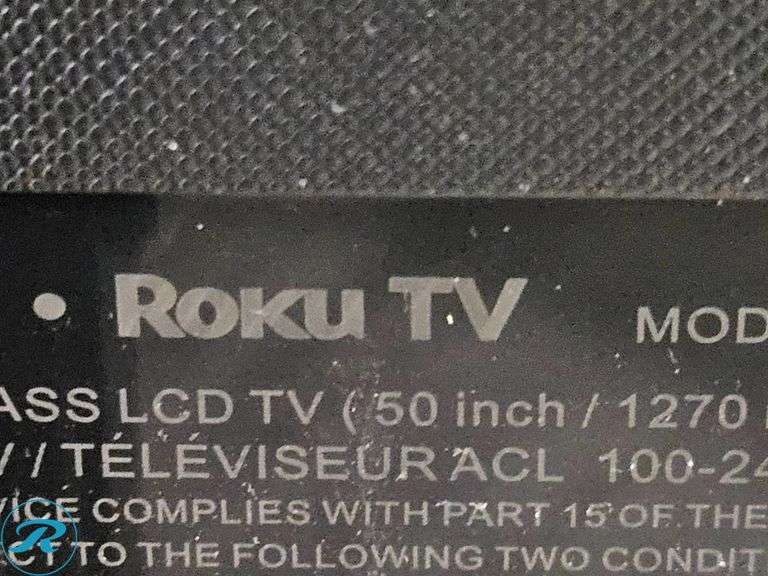 • ROKU TV MOD
ASS LCD TV ( 50 inch / 1270
/ TÉLÉVISEUR ACL 100-24
VICE COMPLIES WITH PART 15 OF THE
CT TO THE FOLLOWING TWO CONDIT
R